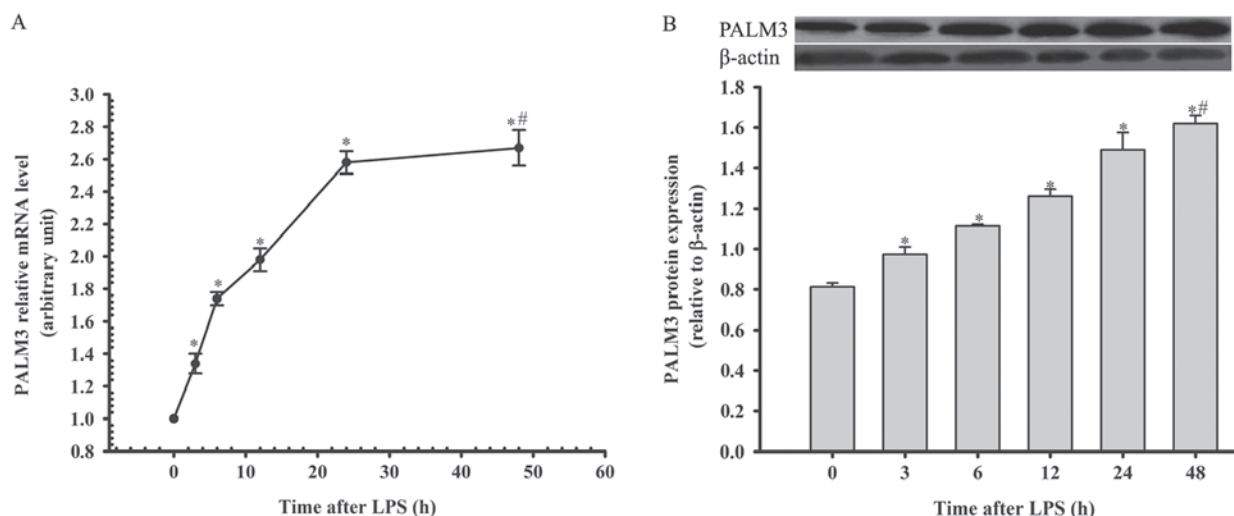 A
PALM3 relative mRNA level
(arbitrary unit)
3.0
2.8
2.6
2.4
2.2
2.0
1.8
1.6
1.4
1.2
1.0
0.8
*
*
*
*
*#
0 10 20 30 40 50 60
Time after LPS (h)
B
PALM3
β-actin
PALM3 protein expression
(relative to β-actin)
1.8
1.6
1.4
1.2
1.0
0.8
0.6
0.4
0.2
0.0
*
*
*
*
*#
0 3 6 12 24 48
Time after LPS (h)